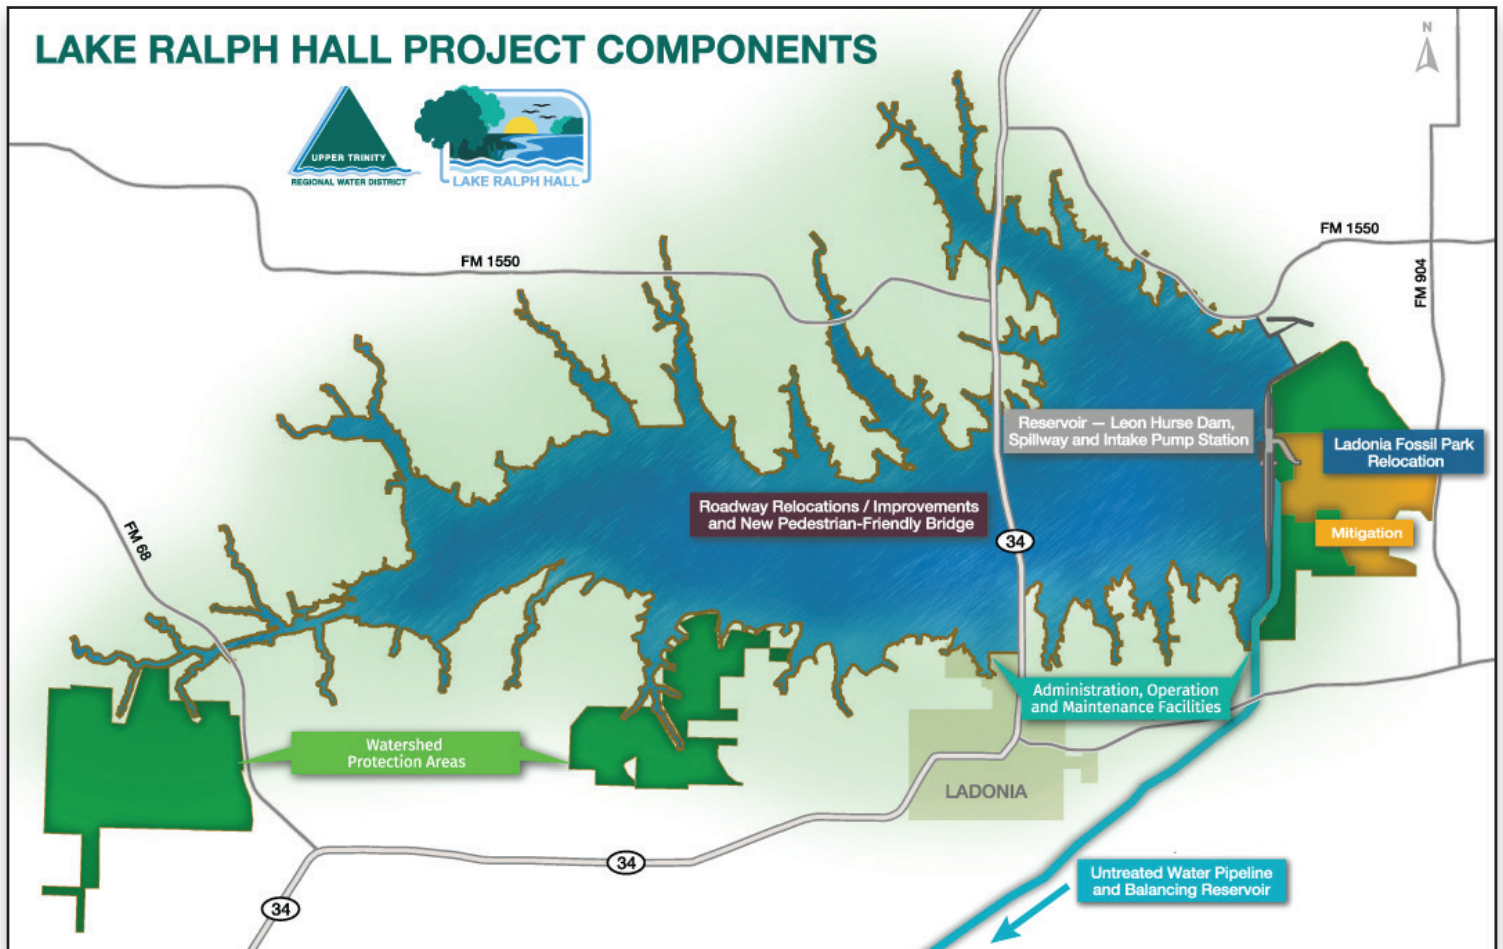 LAKE RALPH HALL PROJECT COMPONENTS
N
UPPER TRINITY
REGIONAL WATER DISTRICT
LAKE RALPH HALL
FM 1550
FM 1550
FM 904
Reservoir — Leon Hurse Dam,
Spillway and Intake Pump Station
Ladonia Fossil Park
Relocation
Roadway Relocations / Improvements
and New Pedestrian-Friendly Bridge
34
Mitigation
FM 68
Administration, Operation
and Maintenance Facilities
Watershed
Protection Areas
LADONIA
34
Untreated Water Pipeline
and Balancing Reservoir
34